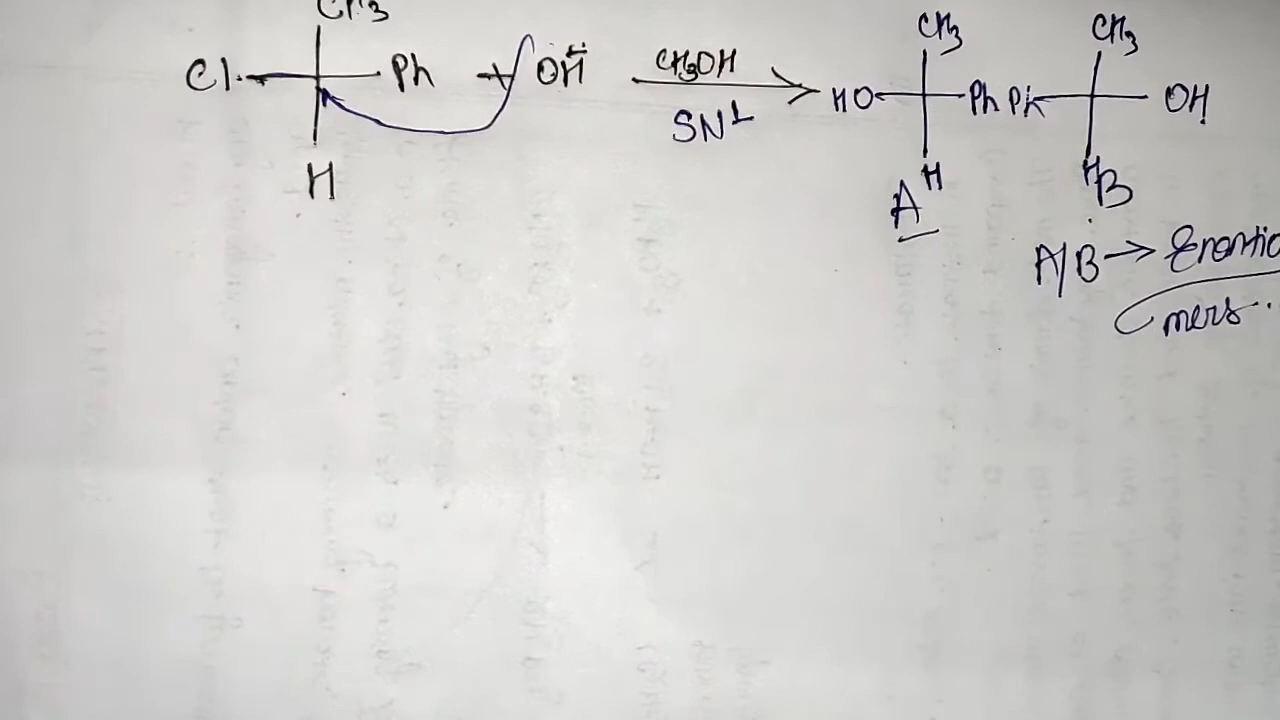 CH3 CH3 CH3
Cl Ph + OH⁻ CH3OH HO Ph Ph OH
SN1
H H H
A B
A/B → Enantio
mers.